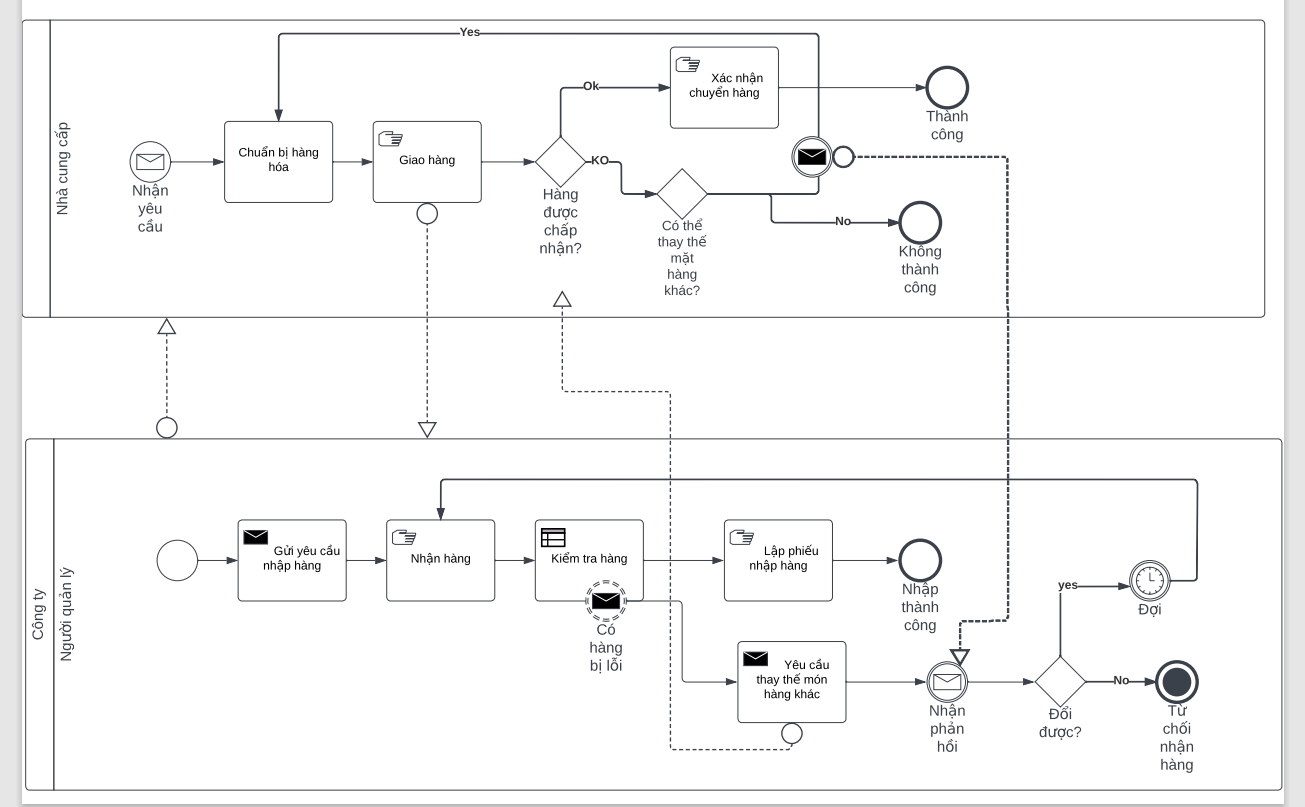 Yes
Nhà cung cấp
Nhận
yêu
cầu
Chuẩn bị hàng
hóa
Giao hàng
Hàng
được
chấp
nhận?
Ok
KO
Xác nhận
chuyển hàng
Thành
công
Có thể
thay thế
mặt
hàng
khác?
No
Không
thành
công
Công ty
Người quản lý
Gửi yêu cầu
nhập hàng
Nhận hàng
Kiểm tra hàng
Có
hàng
bị lỗi
Lập phiếu
nhập hàng
Nhập
thành
công
Yêu cầu
thay thế món
hàng khác
Nhận
phản
hồi
Đổi
được?
yes
Đợi
No
Từ
chối
nhận
hàng